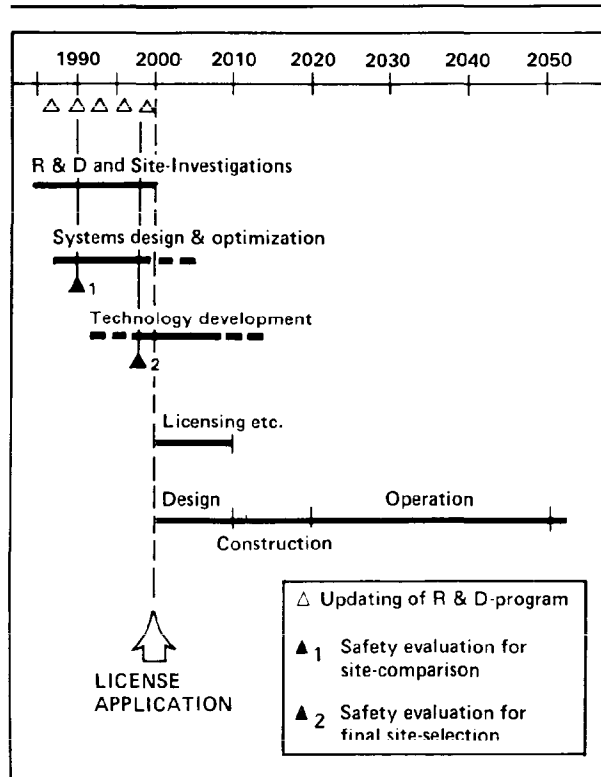 1990 2000 2010 2020 2030 2040 2050
R & D and Site-Investigations
Systems design & optimization
1
Technology development
2
Licensing etc.
Design Operation
Construction
LICENSE
APPLICATION
△ Updating of R & D-program
▲ 1 Safety evaluation for
site-comparison
▲ 2 Safety evaluation for
final site-selection